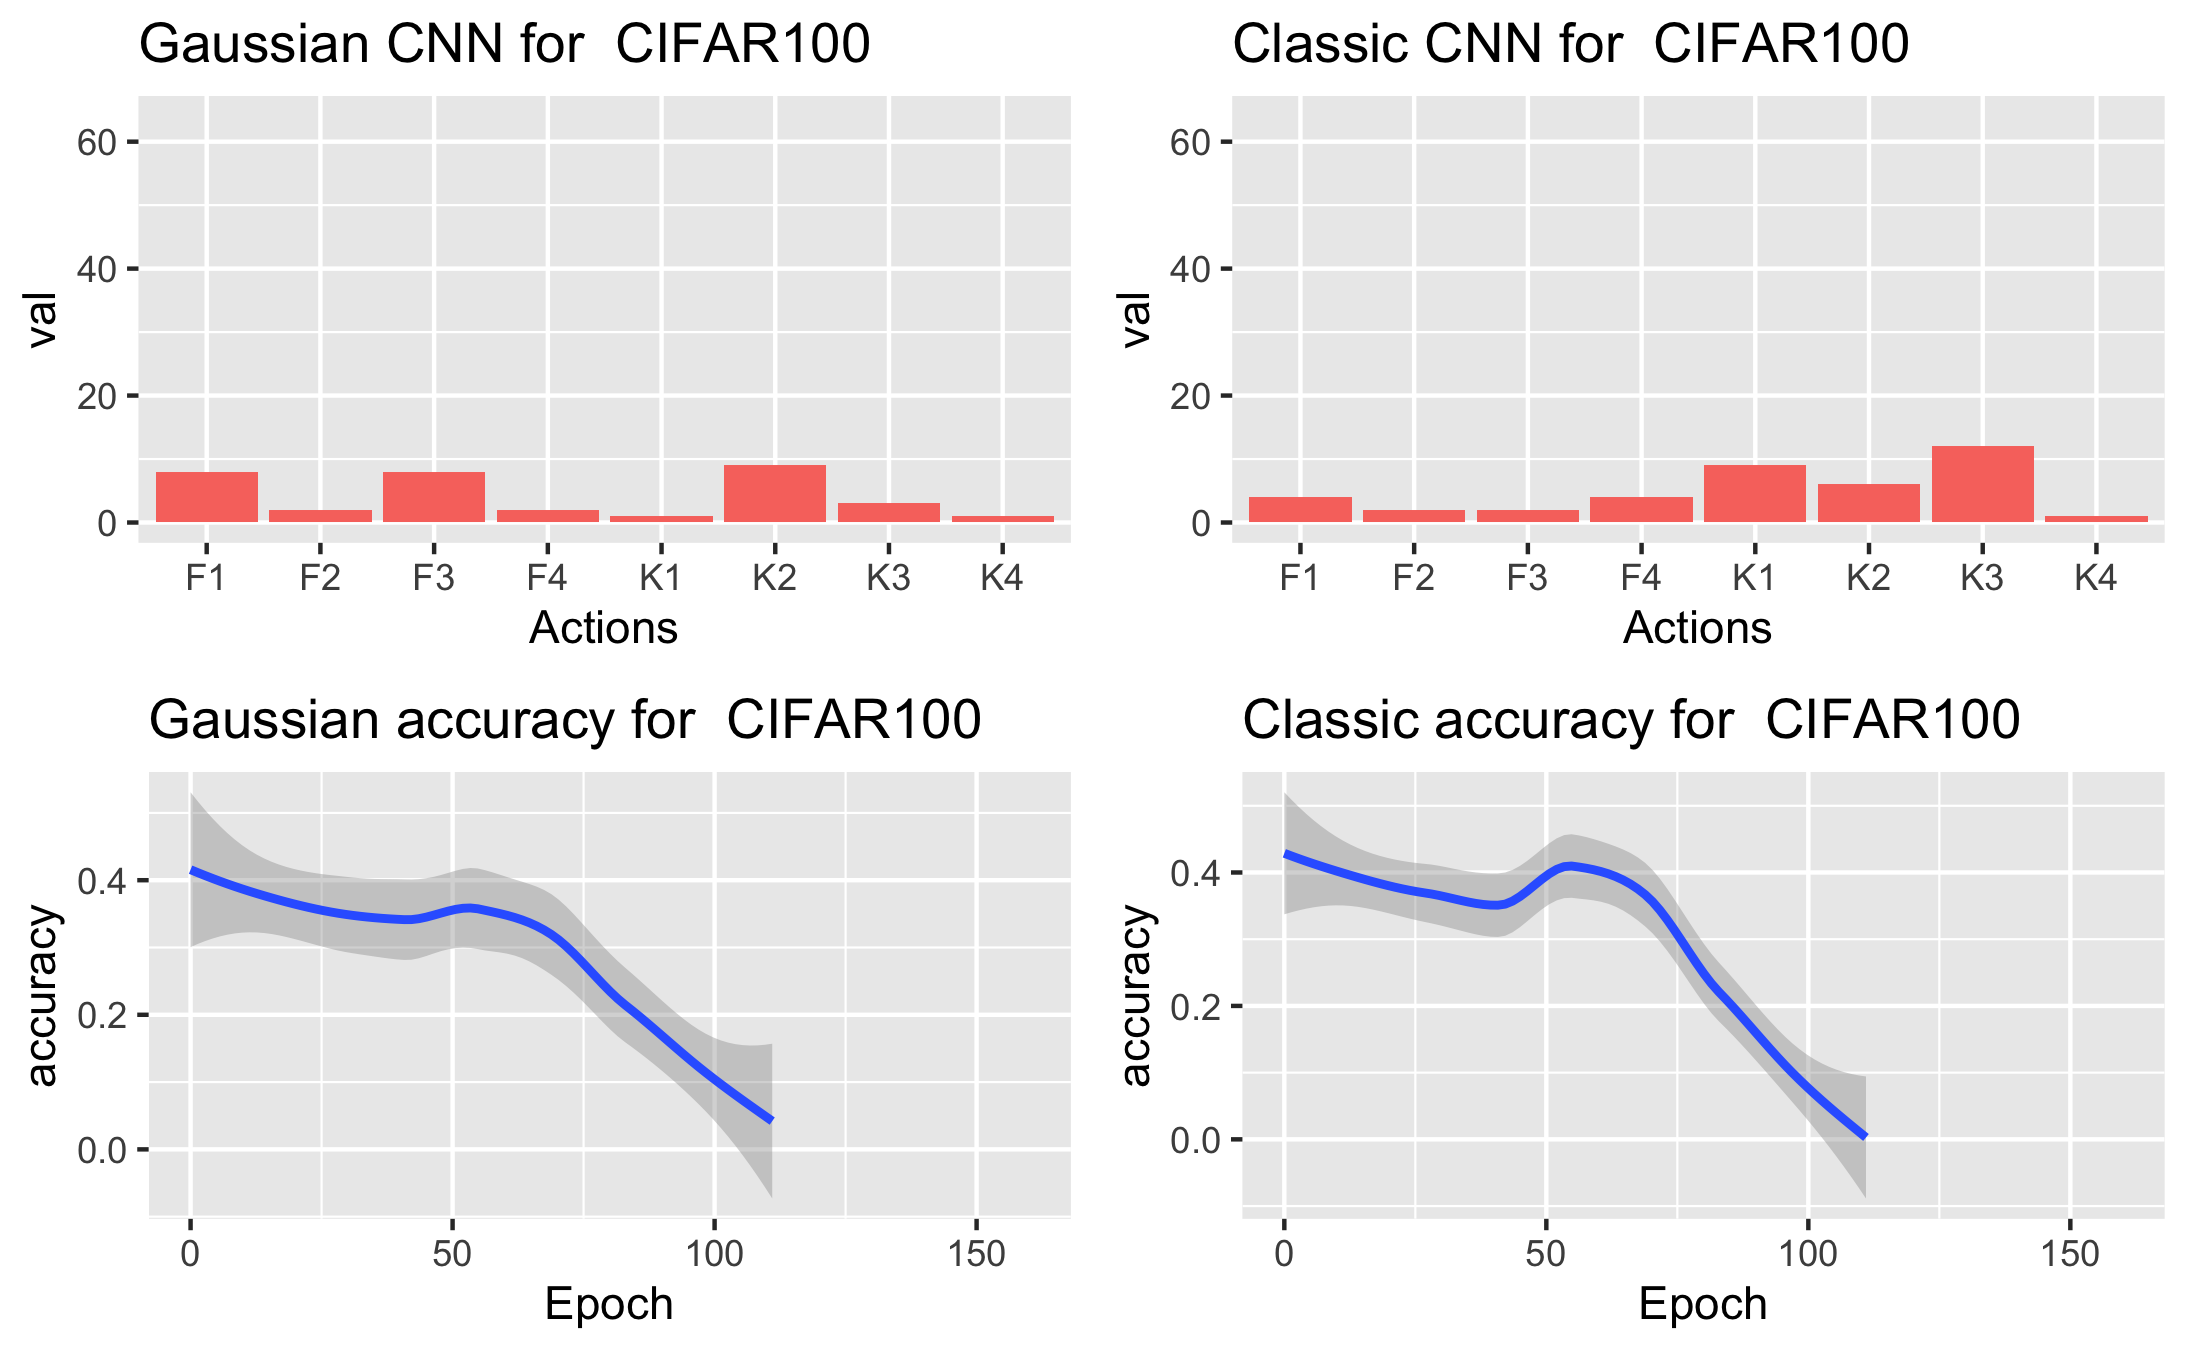 Gaussian CNN for  CIFAR100
60
40
20
0
val
F1 F2 F3 F4 K1 K2 K3 K4
Actions
Classic CNN for  CIFAR100
60
40
20
0
val
F1 F2 F3 F4 K1 K2 K3 K4
Actions
Gaussian accuracy for  CIFAR100
0.4
0.2
0.0
accuracy
0 50 100 150
Epoch
Classic accuracy for  CIFAR100
0.4
0.2
0.0
accuracy
0 50 100 150
Epoch